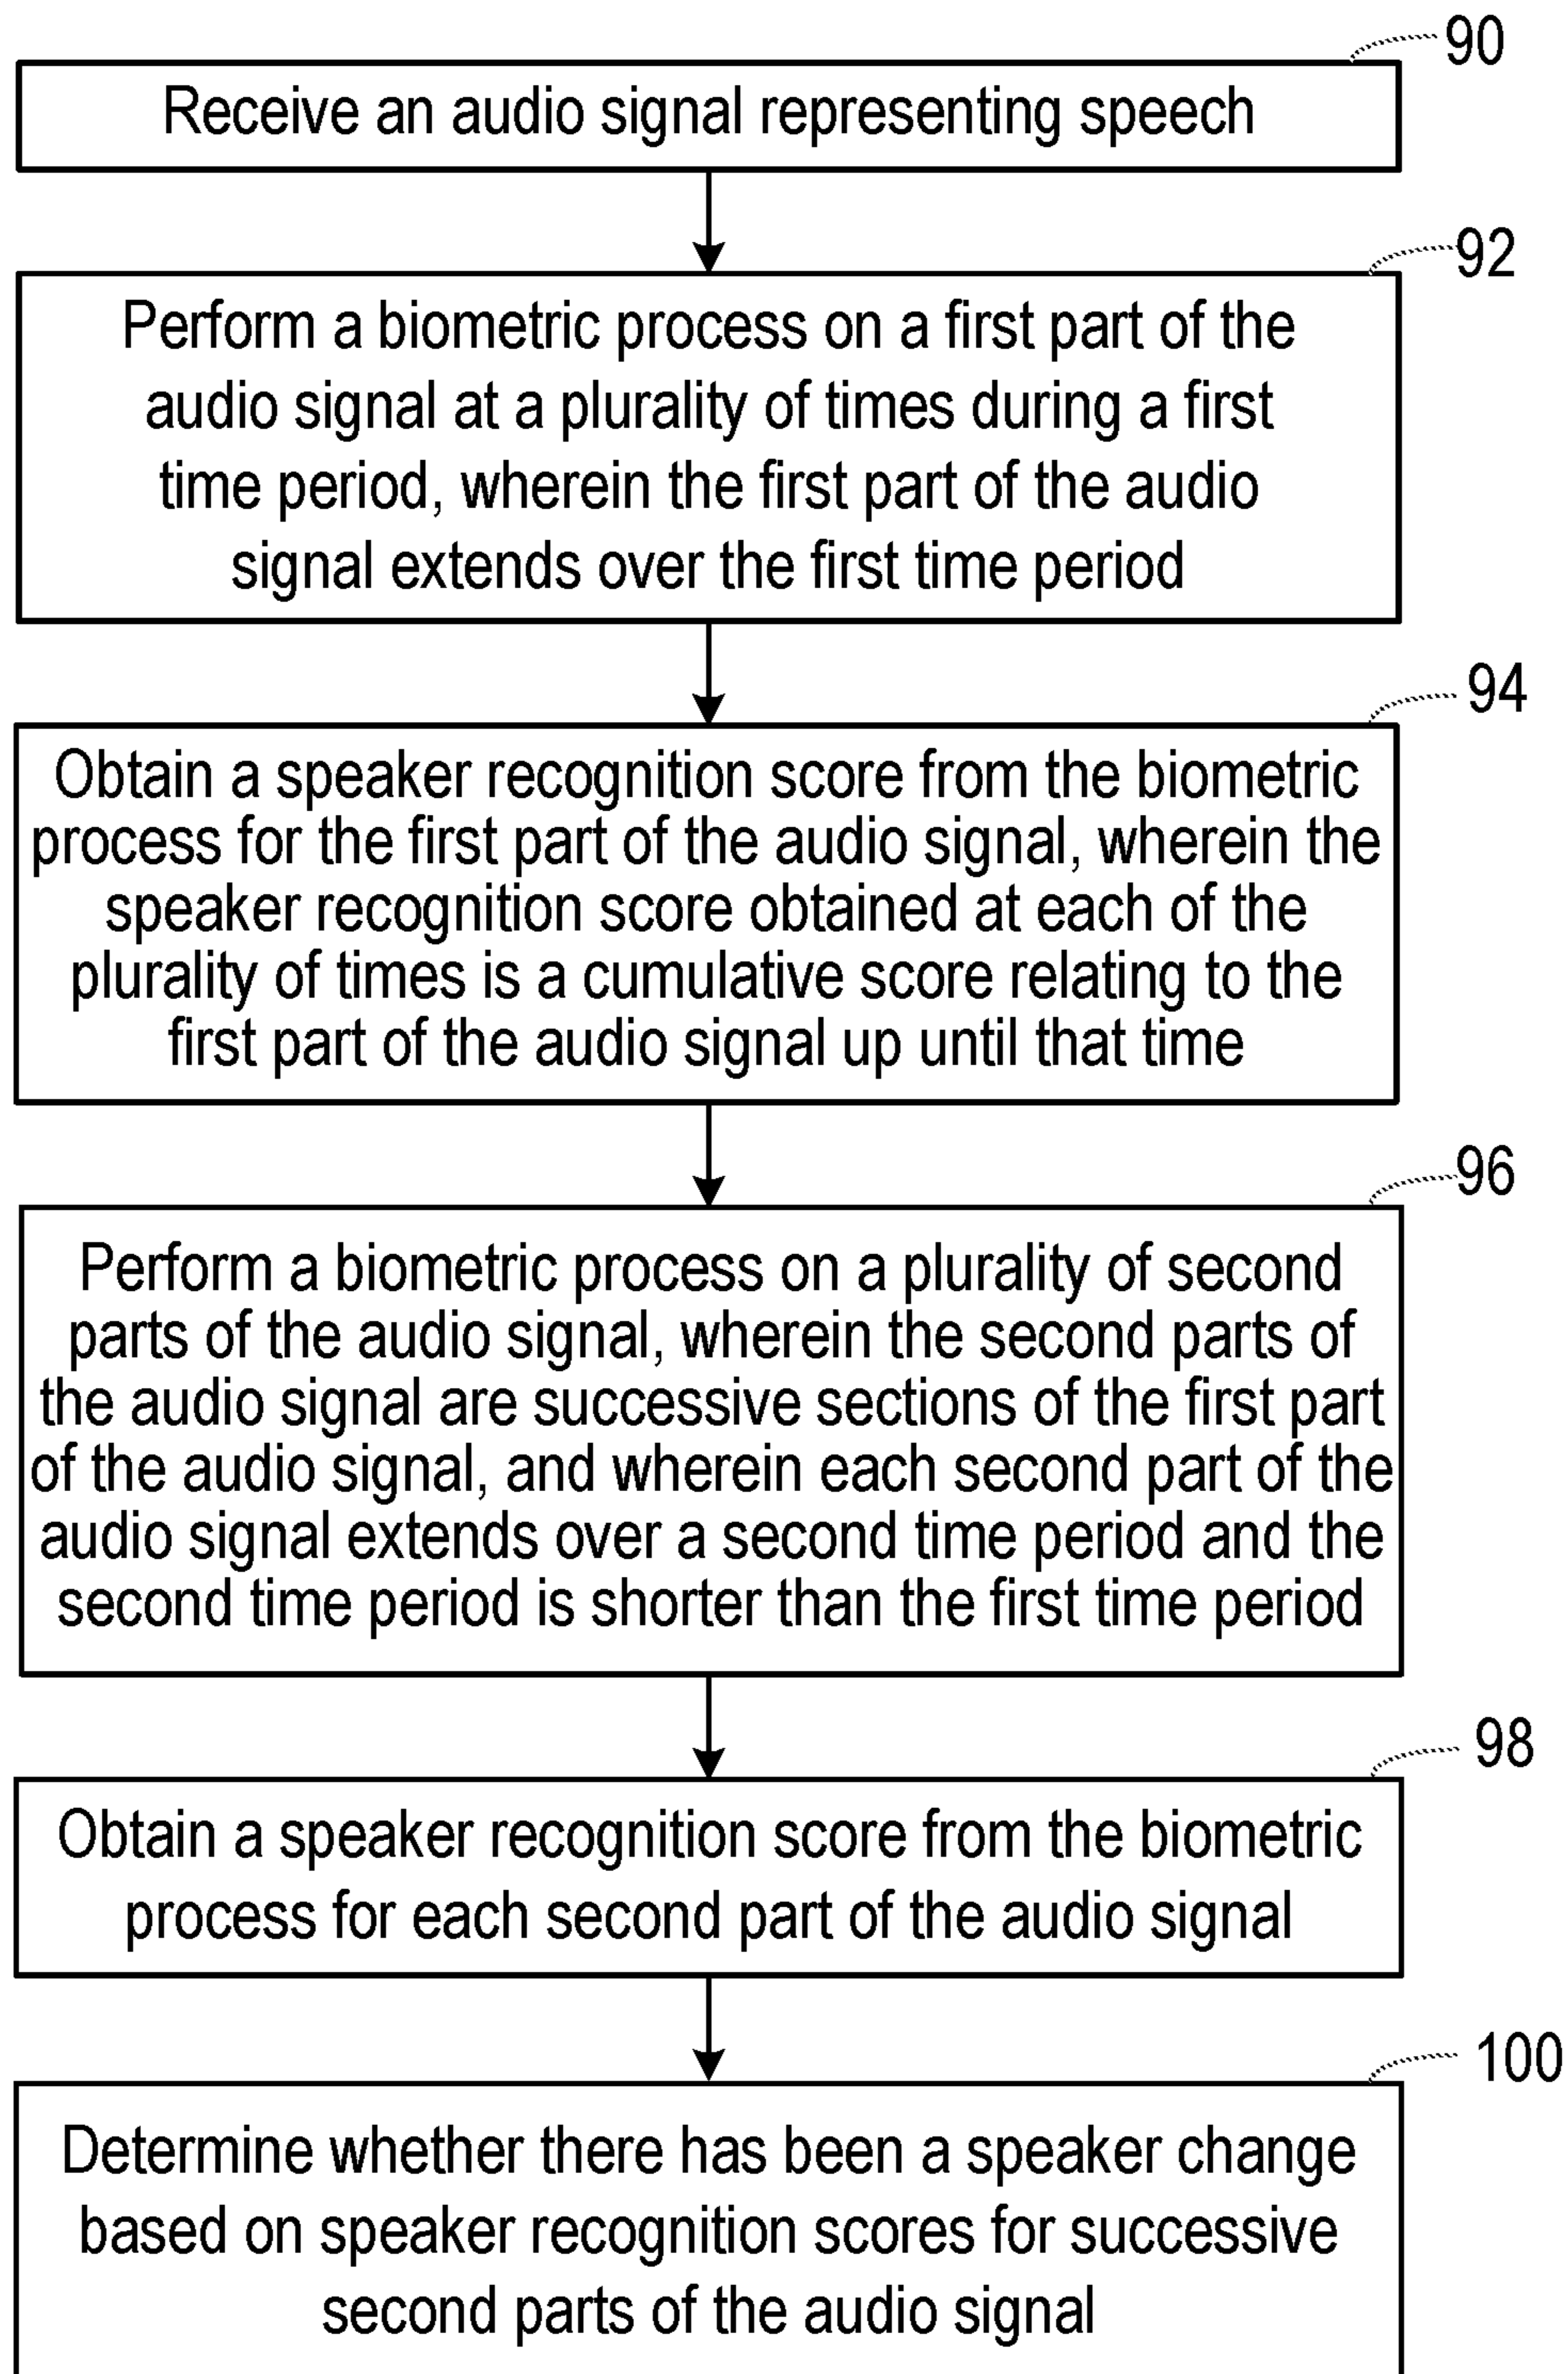 90
Receive an audio signal representing speech
92
Perform a biometric process on a first part of the
audio signal at a plurality of times during a first
time period, wherein the first part of the audio
signal extends over the first time period
94
Obtain a speaker recognition score from the biometric
process for the first part of the audio signal, wherein the
speaker recognition score obtained at each of the
plurality of times is a cumulative score relating to the
first part of the audio signal up until that time
96
Perform a biometric process on a plurality of second
parts of the audio signal, wherein the second parts of
the audio signal are successive sections of the first part
of the audio signal, and wherein each second part of the
audio signal extends over a second time period and the
second time period is shorter than the first time period
98
Obtain a speaker recognition score from the biometric
process for each second part of the audio signal
100
Determine whether there has been a speaker change
based on speaker recognition scores for successive
second parts of the audio signal